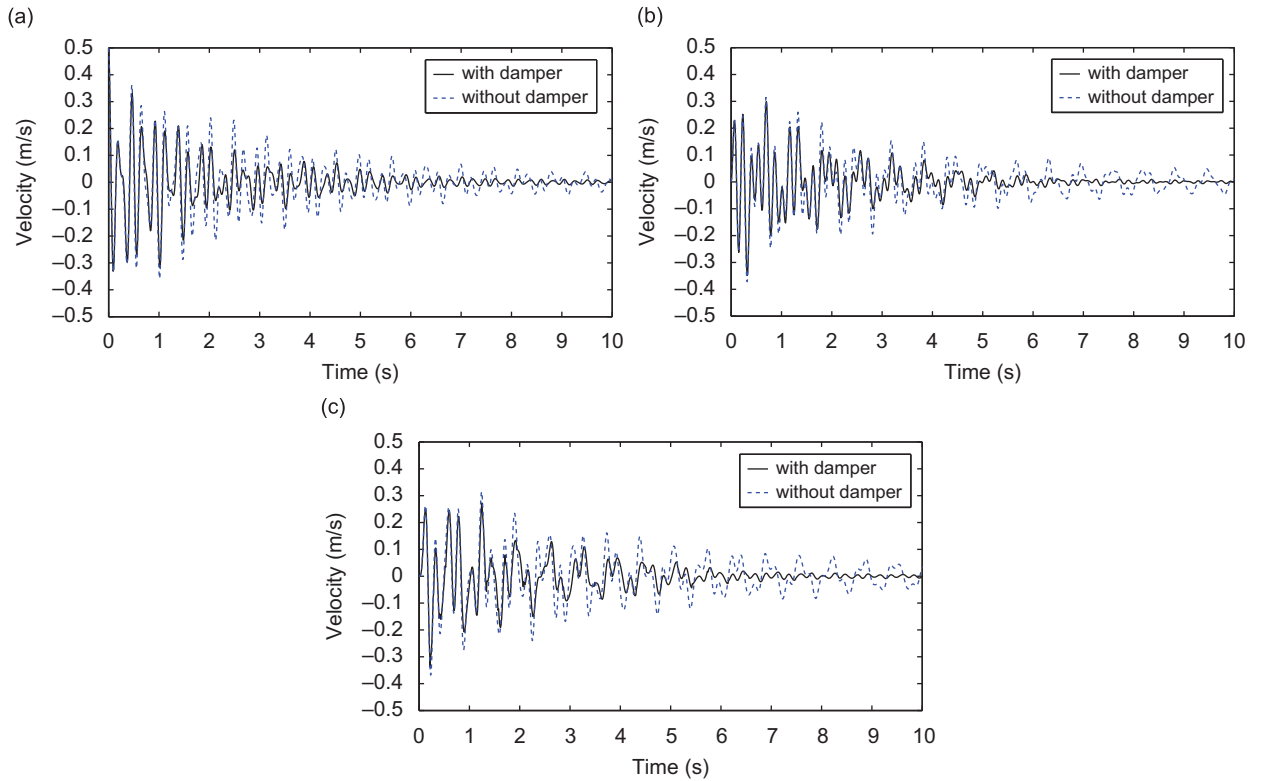 (a)
0.5
0.4
0.3
0.2
0.1
0
–0.1
–0.2
–0.3
–0.4
–0.5
Velocity (m/s)
with damper
without damper
0 1 2 3 4 5 6 7 8 9 10
Time (s)
(b)
0.5
0.4
0.3
0.2
0.1
0
–0.1
–0.2
–0.3
–0.4
–0.5
Velocity (m/s)
with damper
without damper
0 1 2 3 4 5 6 7 8 9 10
Time (s)
(c)
0.5
0.4
0.3
0.2
0.1
0
–0.1
–0.2
–0.3
–0.4
–0.5
Velocity (m/s)
with damper
without damper
0 1 2 3 4 5 6 7 8 9 10
Time (s)